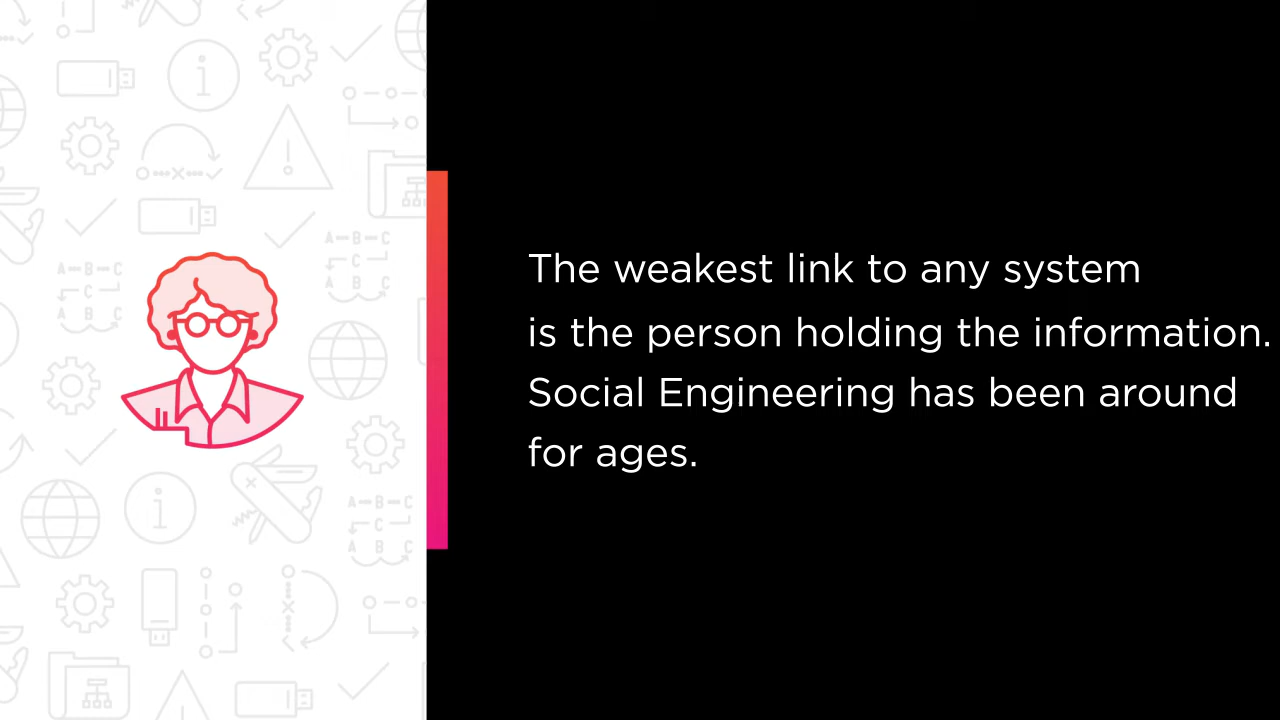 The weakest link to any system
is the person holding the information.
Social Engineering has been around
for ages.
A B C
C
A B C
A B C
C
A B C
A B C
C
A B C